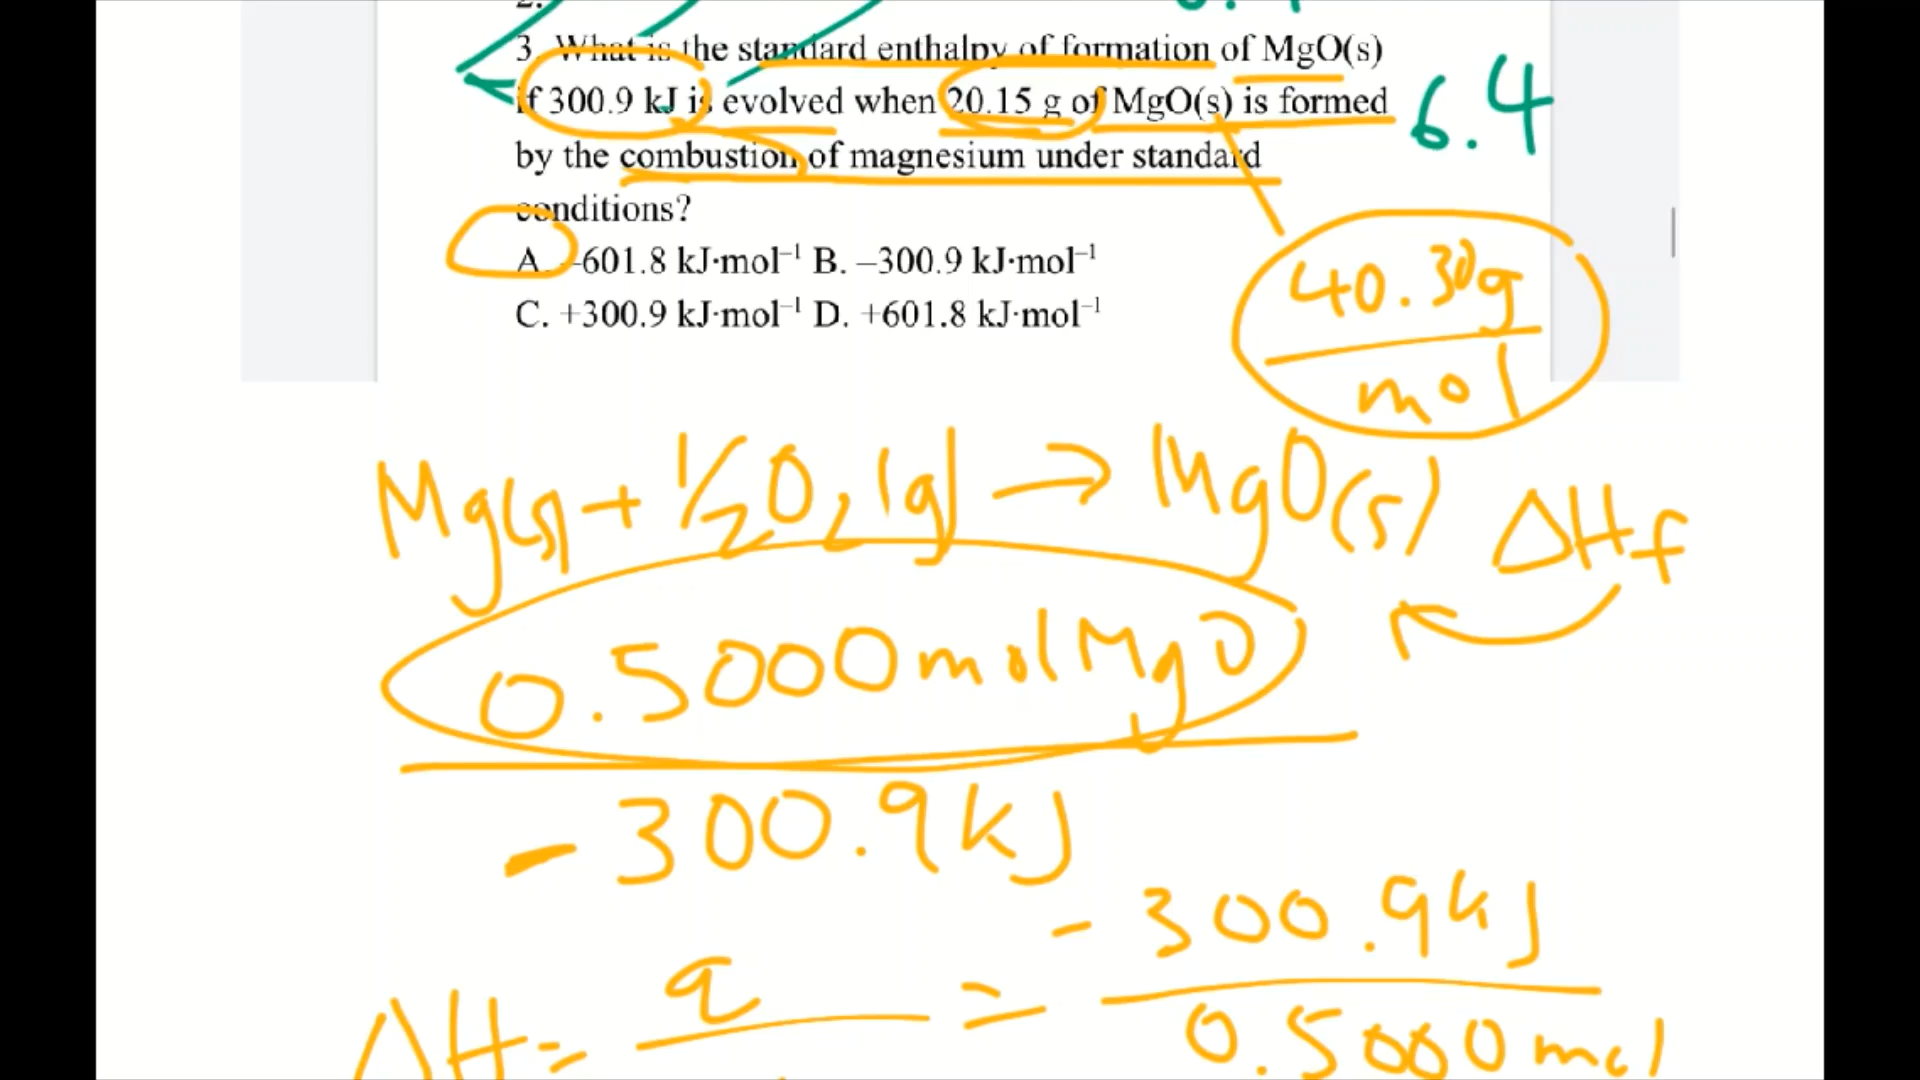 3. What is the standard enthalpy of formation of MgO(s)
if 300.9 kJ is evolved when 20.15 g of MgO(s) is formed
by the combustion of magnesium under standard
conditions?
A. –601.8 kJ·mol⁻¹ B. –300.9 kJ·mol⁻¹
C. +300.9 kJ·mol⁻¹ D. +601.8 kJ·mol⁻¹
6.4
40.30g
mol
Mg(s) + 1/2 O₂ (g) → MgO(s) ΔHf
0.5000 mol MgO
- 300.9 kJ
ΔH = q = - 300.9 kJ
0.5000 mol